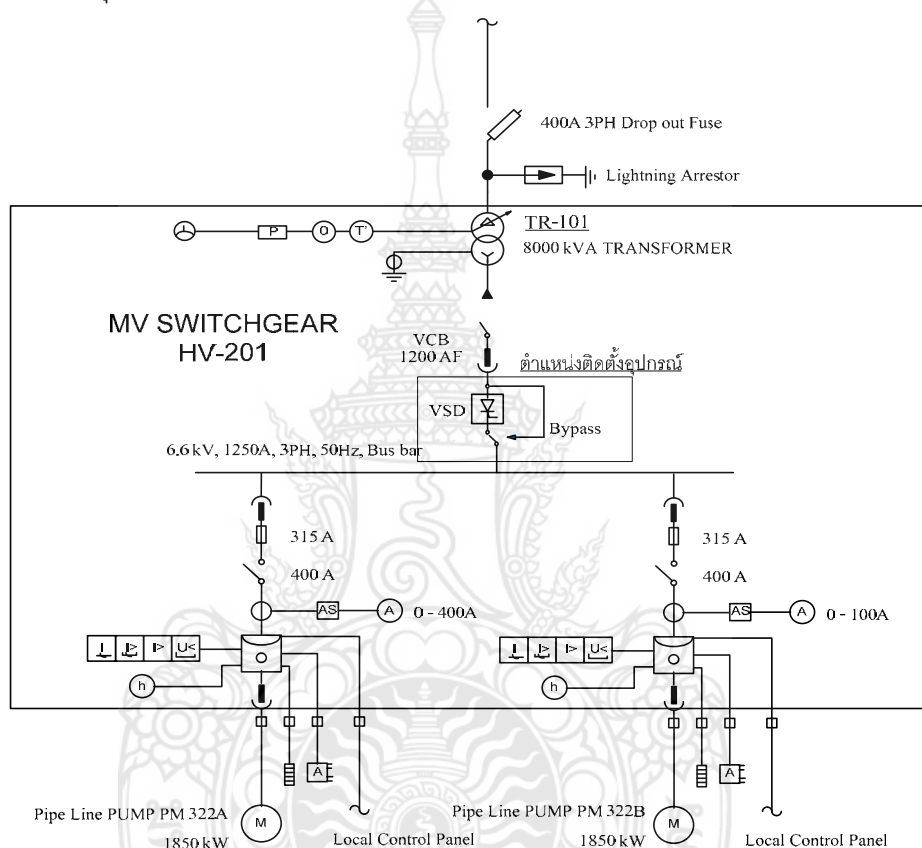 400A 3PH Drop out Fuse
Lightning Arrestor
TR-101
P
O
T'
8000 kVA TRANSFORMER
MV SWITCHGEAR
HV-201
VCB
1200 AF
ตำแหน่งติดตั้งอุปกรณ์
VSD
Bypass
6.6 kV, 1250A, 3PH, 50Hz, Bus bar
315 A
315 A
400 A
400 A
AS
A
0 - 400A
AS
A
0 - 100A
I>
U<
I>
U<
h
h
A
A
Pipe Line PUMP PM 322A
M
1850 kW
Local Control Panel
Pipe Line PUMP PM 322B
M
1850 kW
Local Control Panel